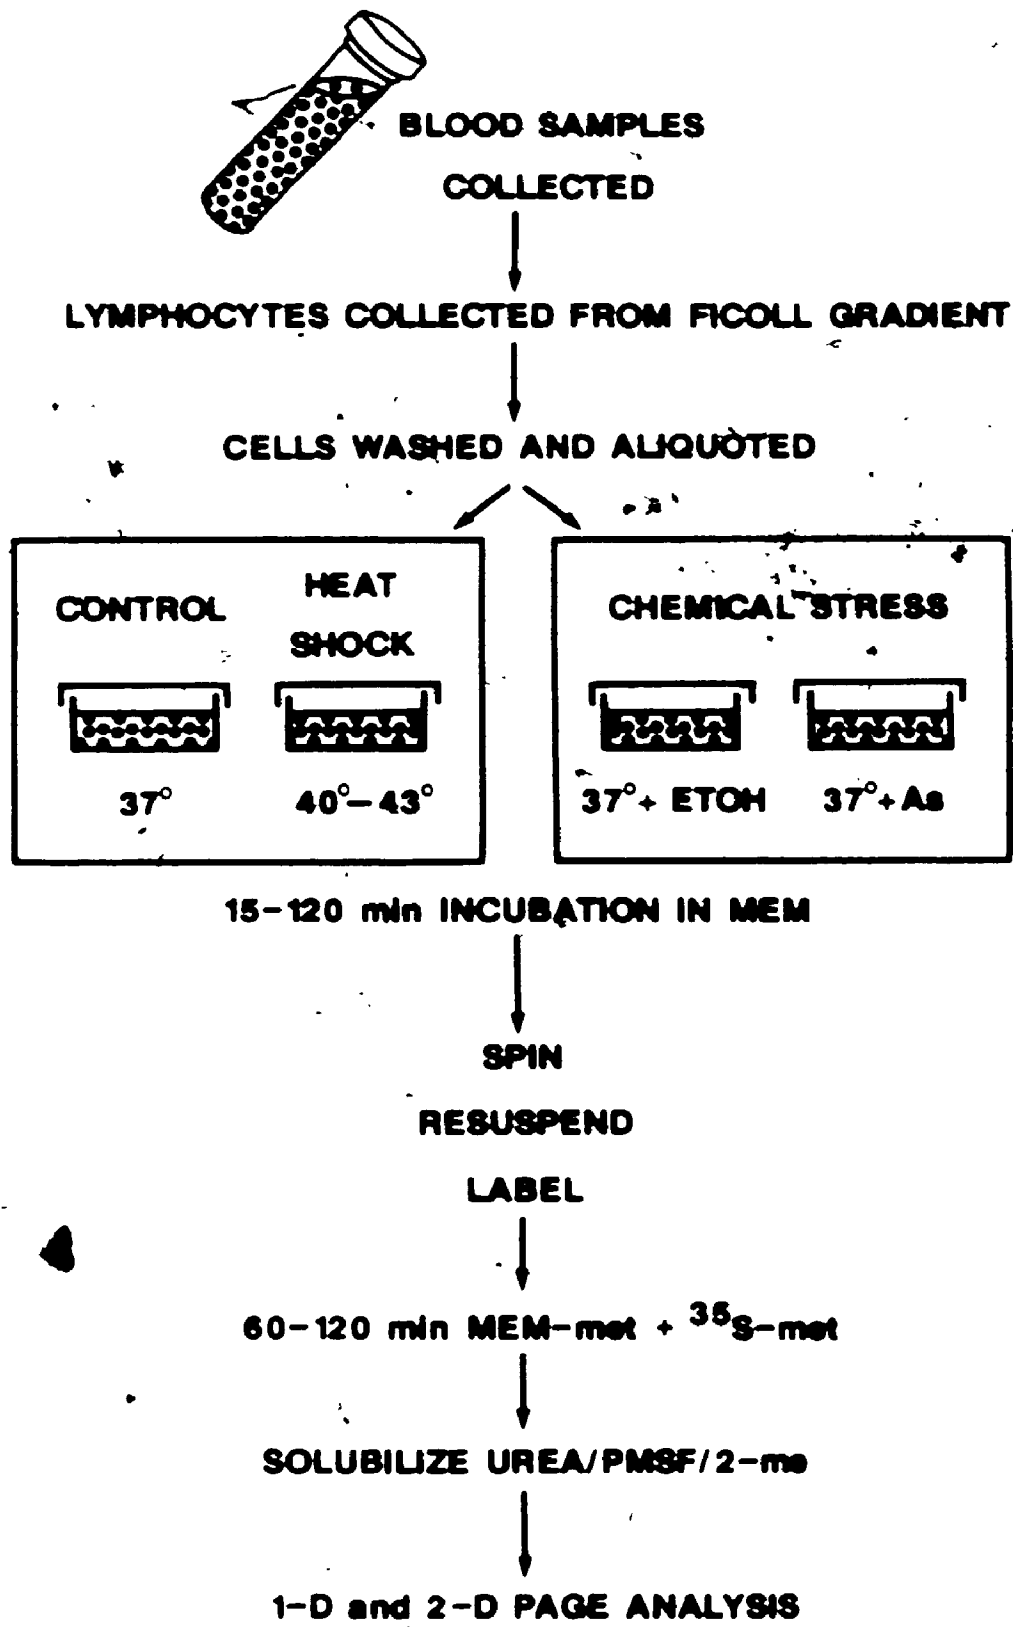 BLOOD SAMPLES
COLLECTED
LYMPHOCYTES COLLECTED FROM FICOLL GRADIENT
CELLS WASHED AND ALIQUOTED
CONTROL
HEAT
SHOCK
37°
40°-43°
CHEMICAL STRESS
37°+ ETOH
37°+As
15-120 min INCUBATION IN MEM
SPIN
RESUSPEND
LABEL
60-120 min MEM-met + ³⁵S-met
SOLUBILIZE UREA/PMSF/2-me
1-D and 2-D PAGE ANALYSIS